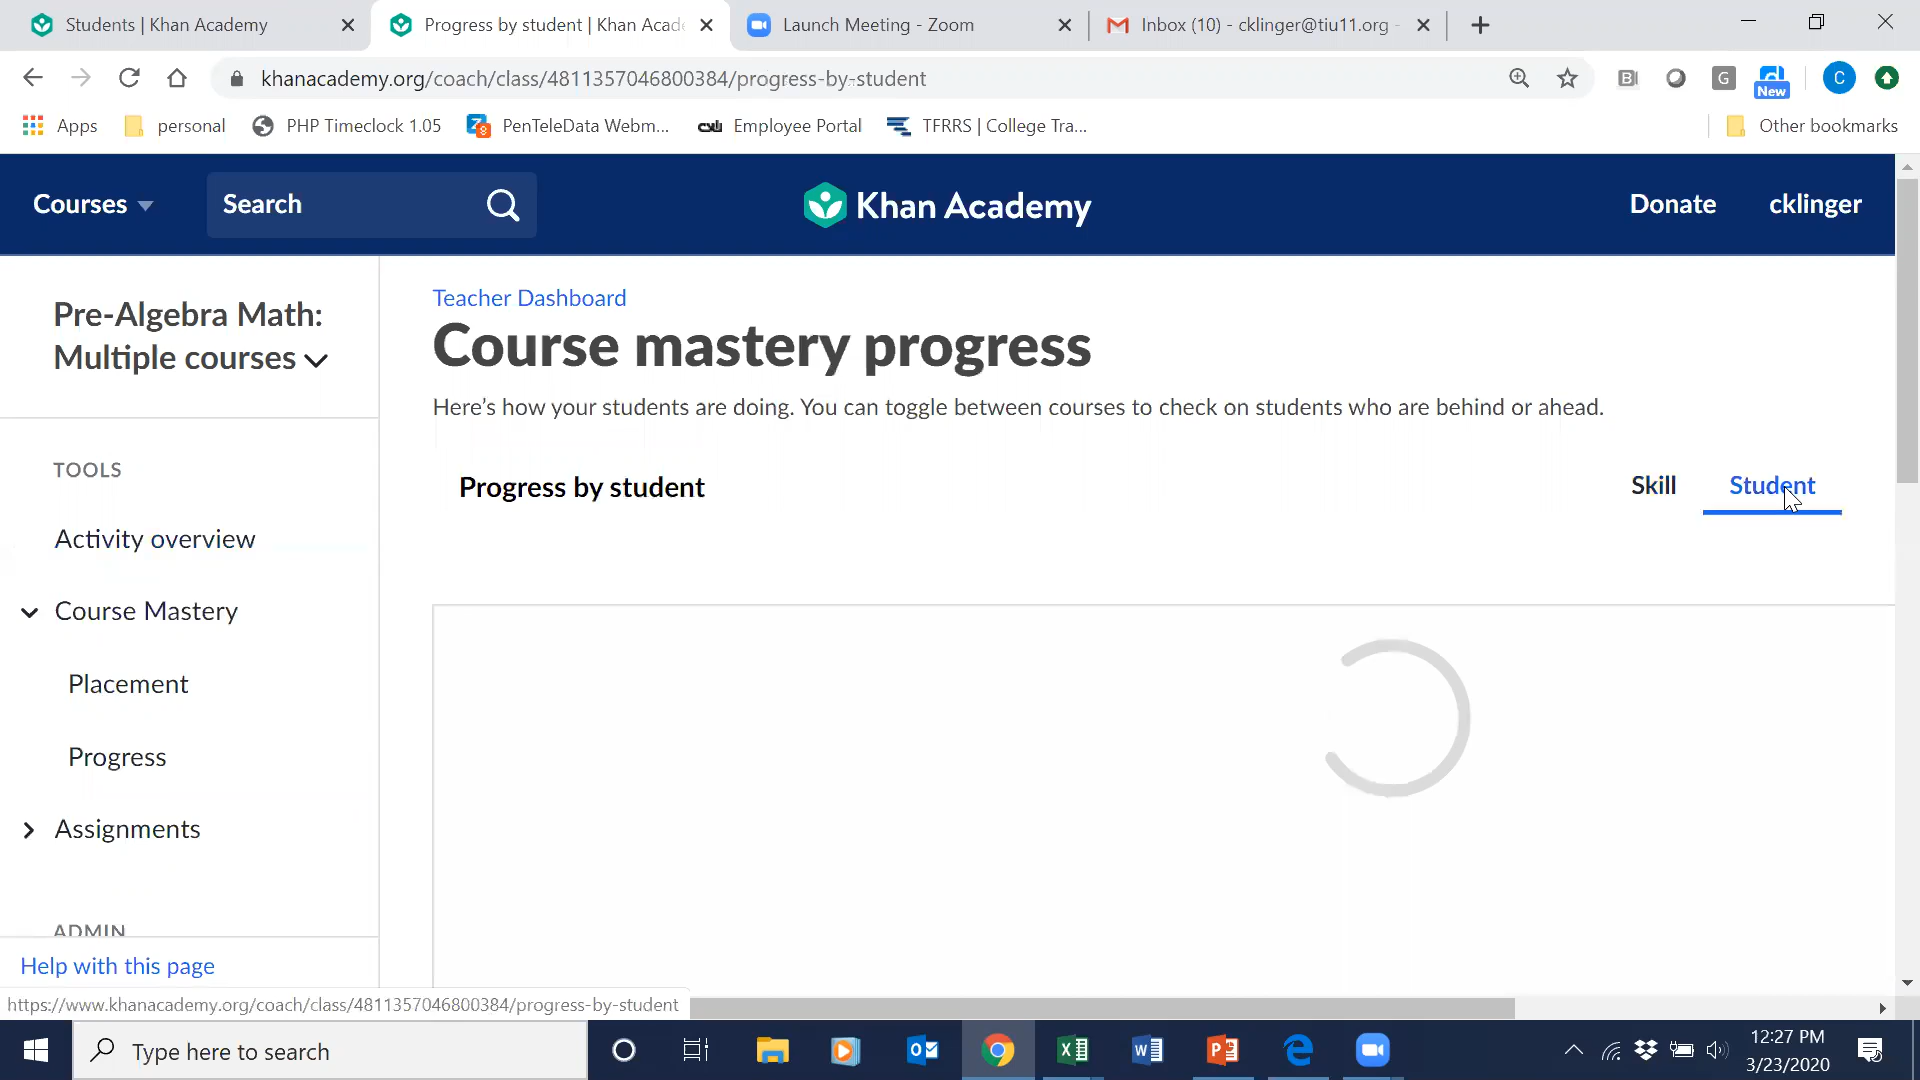 Students | Khan Academy
Progress by student | Khan Acade
Launch Meeting - Zoom
Inbox (10) - cklinger@tiu11.org -
khanacademy.org/coach/class/4811357046800384/progress-by-student
New
C
G
Apps
personal
PHP Timeclock 1.05
PenTeleData Webm...
Employee Portal
TFRRS | College Tra...
Other bookmarks
Courses
Search
Khan Academy
Donate
cklinger
Pre-Algebra Math:
Multiple courses
Teacher Dashboard
Course mastery progress
Here's how your students are doing. You can toggle between courses to check on students who are behind or ahead.
Progress by student
Skill
Student
TOOLS
Activity overview
Course Mastery
Placement
Progress
Assignments
ADMIN
Help with this page
https://www.khanacademy.org/coach/class/4811357046800384/progress-by-student
Type here to search
12:27 PM
3/23/2020